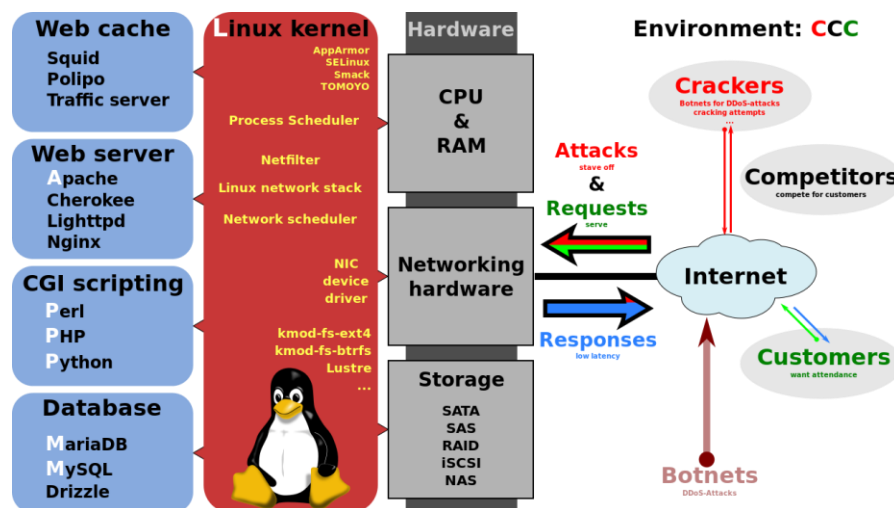 Web cache
Squid
Polipo
Traffic server
Web server
Apache
Cherokee
Lighttpd
Nginx
CGI scripting
Perl
PHP
Python
Database
MariaDB
MySQL
Drizzle
Linux kernel
AppArmor
SELinux
Smack
TOMOYO
Process Scheduler
Netfilter
Linux network stack
Network scheduler
NIC
device
driver
kmod-fs-ext4
kmod-fs-btrfs
Lustre
...
Hardware
CPU
&
RAM
Networking
hardware
Storage
SATA
SAS
RAID
iSCSI
NAS
Environment: CCC
Crackers
Botnets for DDoS-attacks
cracking attempts
...
Competitors
compete for customers
Attacks
stave off
&
Requests
serve
Internet
Responses
low latency
Customers
want attendance
Botnets
DDoS-Attacks